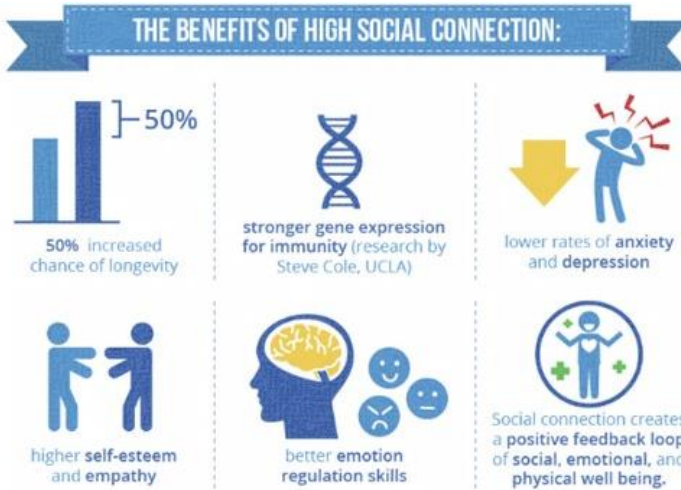 THE BENEFITS OF HIGH SOCIAL CONNECTION:
50%
50% increased
chance of longevity
stronger gene expression
for immunity (research by
Steve Cole, UCLA)
lower rates of anxiety
and depression
higher self-esteem
and empathy
better emotion
regulation skills
Social connection creates
a positive feedback loop
of social, emotional, and
physical well being.